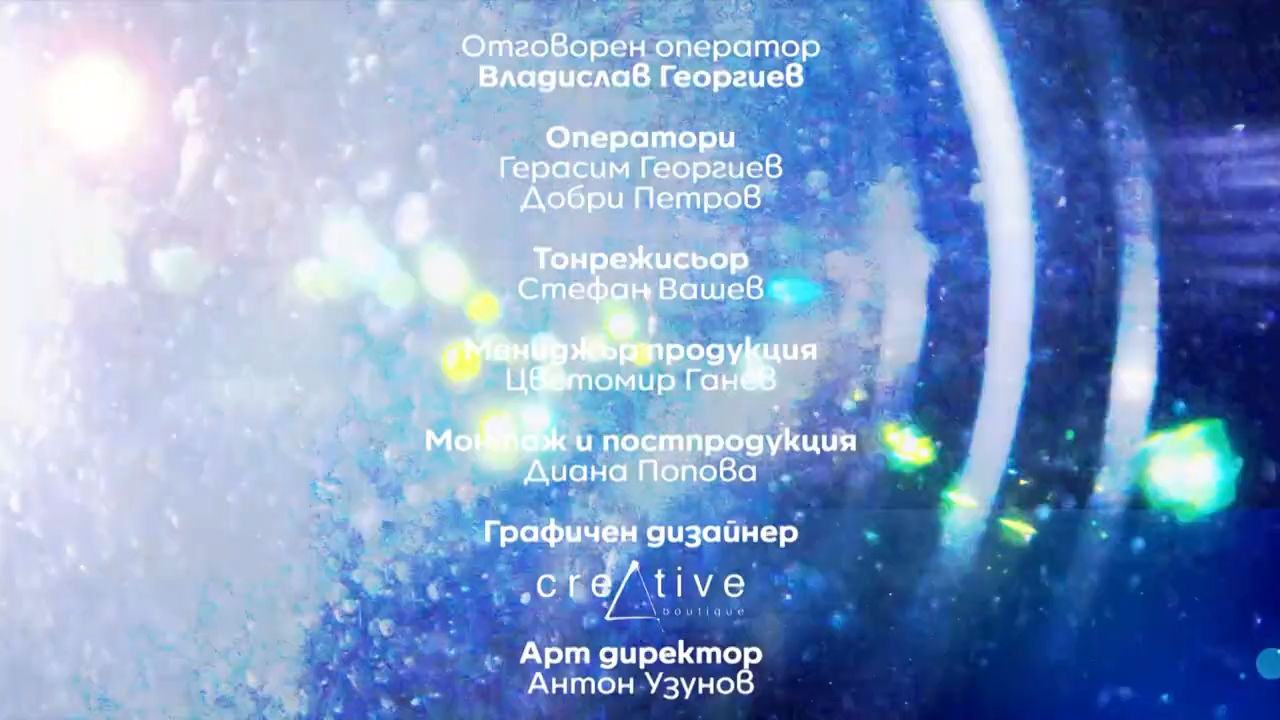 Отговорен оператор
Владислав Георгиев
Оператори
Герасим Георгиев
Добри Петров
Тонрежисьор
Стефан Вашев
Мениджър продукция
Цветомир Ганев
Монтаж и постпродукция
Диана Попова
Графичен дизайнер
creative
boutique
Арт директор
Антон Узунов